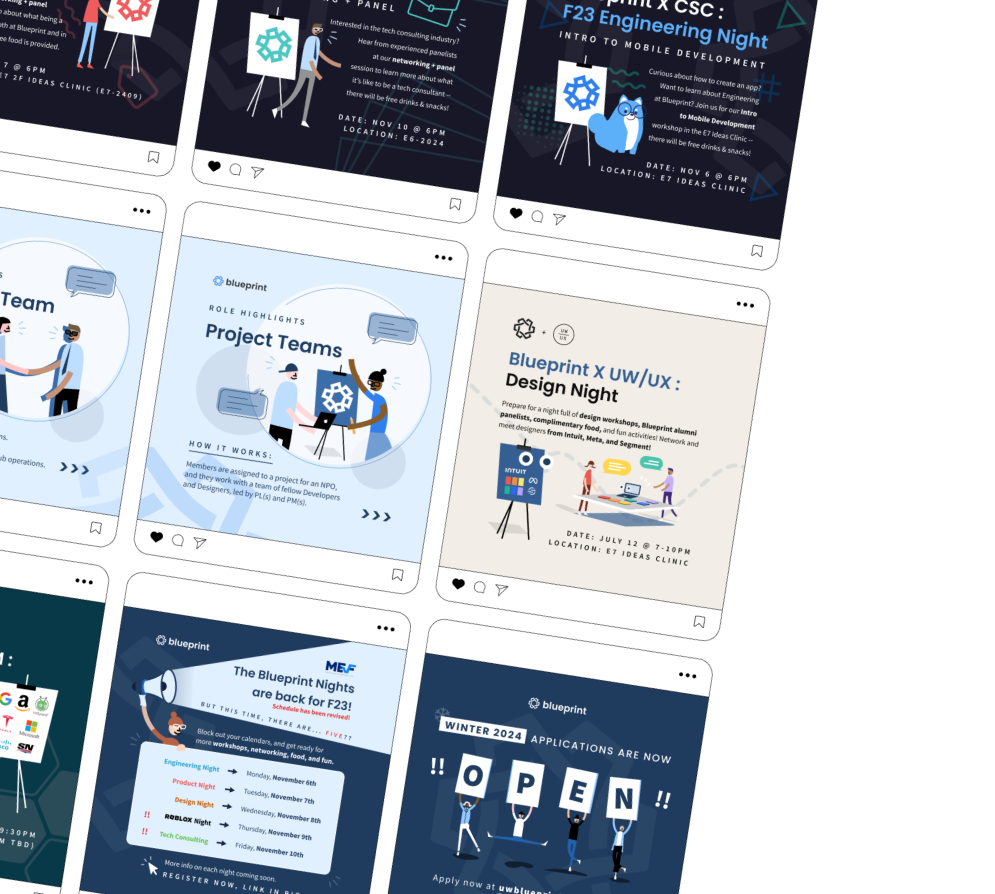 working + panel
about what being a
at Blueprint and in
food is provided.
7 @ 6PM
E7 2F IDEAS CLINIC (E7-2409)
+ PANEL
Interested in the tech consulting industry?
Hear from experienced panelists
at our networking + panel
session to learn more about what
it's like to be a tech consultant –
there will be free drinks & snacks!
DATE: NOV 10 @ 6PM
LOCATION: E6-2024
X CSC :
F23 Engineering Night
INTRO TO MOBILE DEVELOPMENT
Curious about how to create an app?
Want to learn about Engineering
at Blueprint? Join us for our Intro
to Mobile Development
workshop in the E7 Ideas Clinic –
there will be free drinks & snacks!
DATE: NOV 6 @ 6PM
LOCATION: E7 IDEAS CLINIC
Team
operations.
blueprint
ROLE HIGHLIGHTS
Project Teams
HOW IT WORKS:
Members are assigned to a project for an NPO,
and they work with a team of fellow Developers
and Designers, led by PL(s) and PM(s).
+ UW UX
Blueprint X UW/UX :
Design Night
Prepare for a night full of design workshops, Blueprint alumni
panelists, complimentary food, and fun activities! Network and
meet designers from Intuit, Meta, and Segment!
INTUIT
DATE: JULY 12 @ 7-10PM
LOCATION: E7 IDEAS CLINIC
Microsoft
SN
9:30PM
TBD)
blueprint
MEF
The Blueprint Nights
are back for F23!
Schedule has been revised!
BUT THIS TIME, THERE ARE... FIVE??
Block out your calenders, and get ready for
more workshops, networking, food, and fun.
Engineering Night Monday, November 6th
Product Night Tuesday, November 7th
Design Night Wednesday, November 8th
!! ROBLOX Night Thursday, November 9th
!! Tech Consulting Friday, November 10th
More info on each night coming soon.
REGISTER NOW, LINK IN
blueprint
WINTER 2024 APPLICATIONS ARE NOW
!! OPEN !!
Apply now at